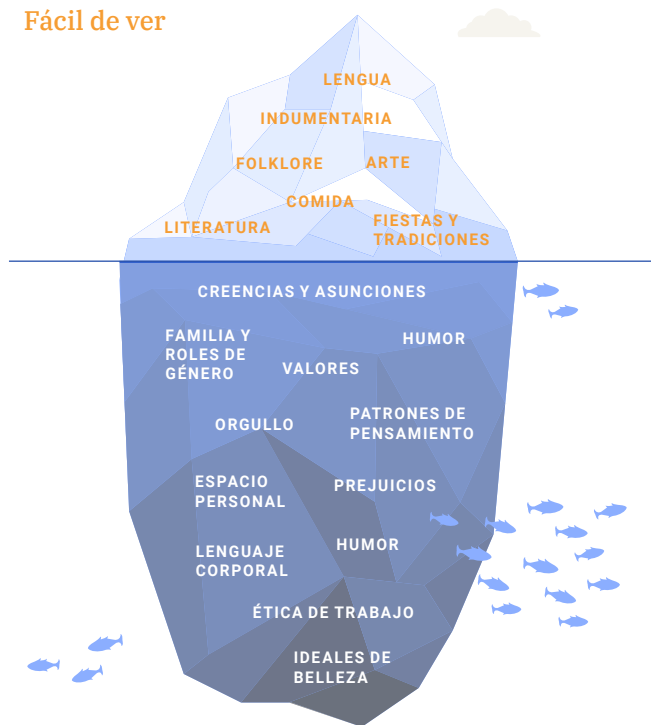 Fácil de ver
LENGUA
INDUMENTARIA
FOLKLORE
ARTE
COMIDA
LITERATURA
FIESTAS Y
TRADICIONES
CREENCIAS Y ASUNCIONES
FAMILIA Y
ROLES DE
GÉNERO
HUMOR
VALORES
ORGULLO
PATRONES DE
PENSAMIENTO
ESPACIO
PERSONAL
PREJUICIOS
LENGUAJE
CORPORAL
HUMOR
ÉTICA DE TRABAJO
IDEALES DE
BELLEZA